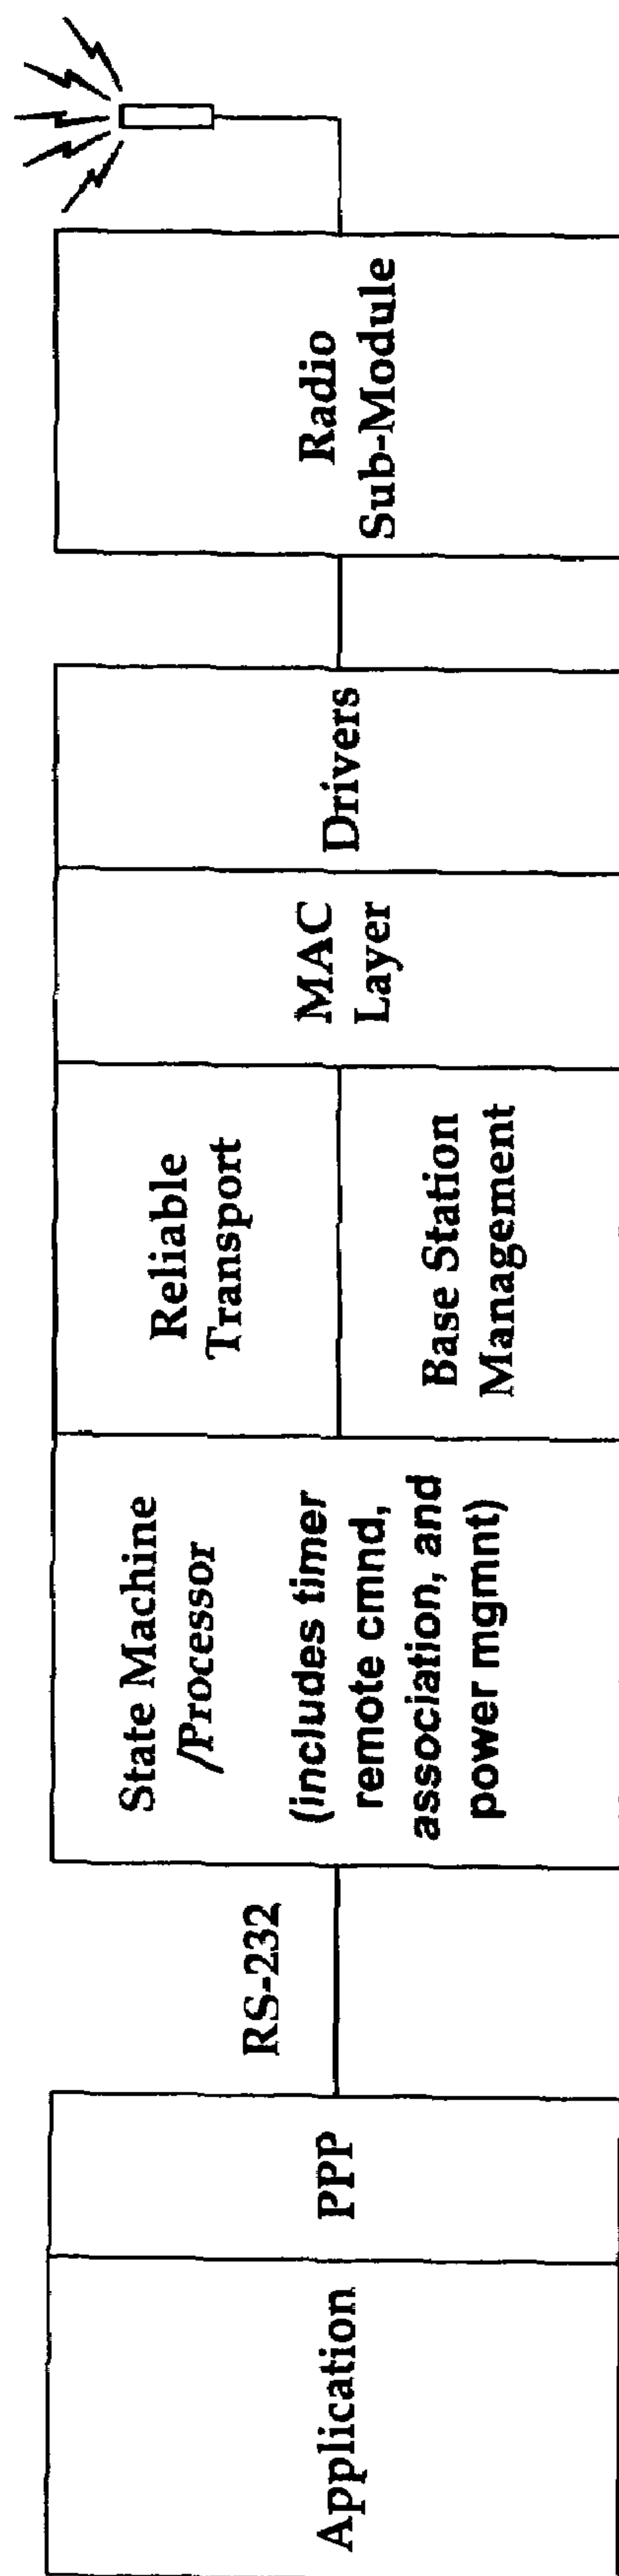 Application
PPP
RS-232
State Machine
/Processor
(includes timer
remote cmnd,
association, and
power mgmnt)
Reliable
Transport
Base Station
Management
MAC
Layer
Drivers
Radio
Sub-Module